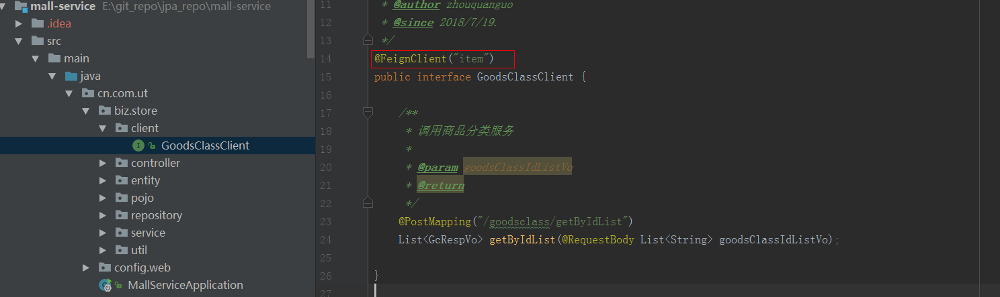 mall-service E:\git_repo\jpa_repo\mall-service
.idea
src
main
java
cn.com.ut
biz.store
client
GoodsClassClient
controller
entity
pojo
repository
service
util
config.web
MallServiceApplication
11 * @author zhouquanguo
12 * @since 2018/7/19.
13 */
14 @FeignClient("item")
15 public interface GoodsClassClient {
16
17 /**
18 * 调用商品分类服务
19 *
20 * @param goodsClassIdListVo
21 * @return
22 */
23 @PostMapping("/goodsclass/getByIdList")
24 List<GcRespVo> getByIdList(@RequestBody List<String> goodsClassIdListVo);
25
26 }
27